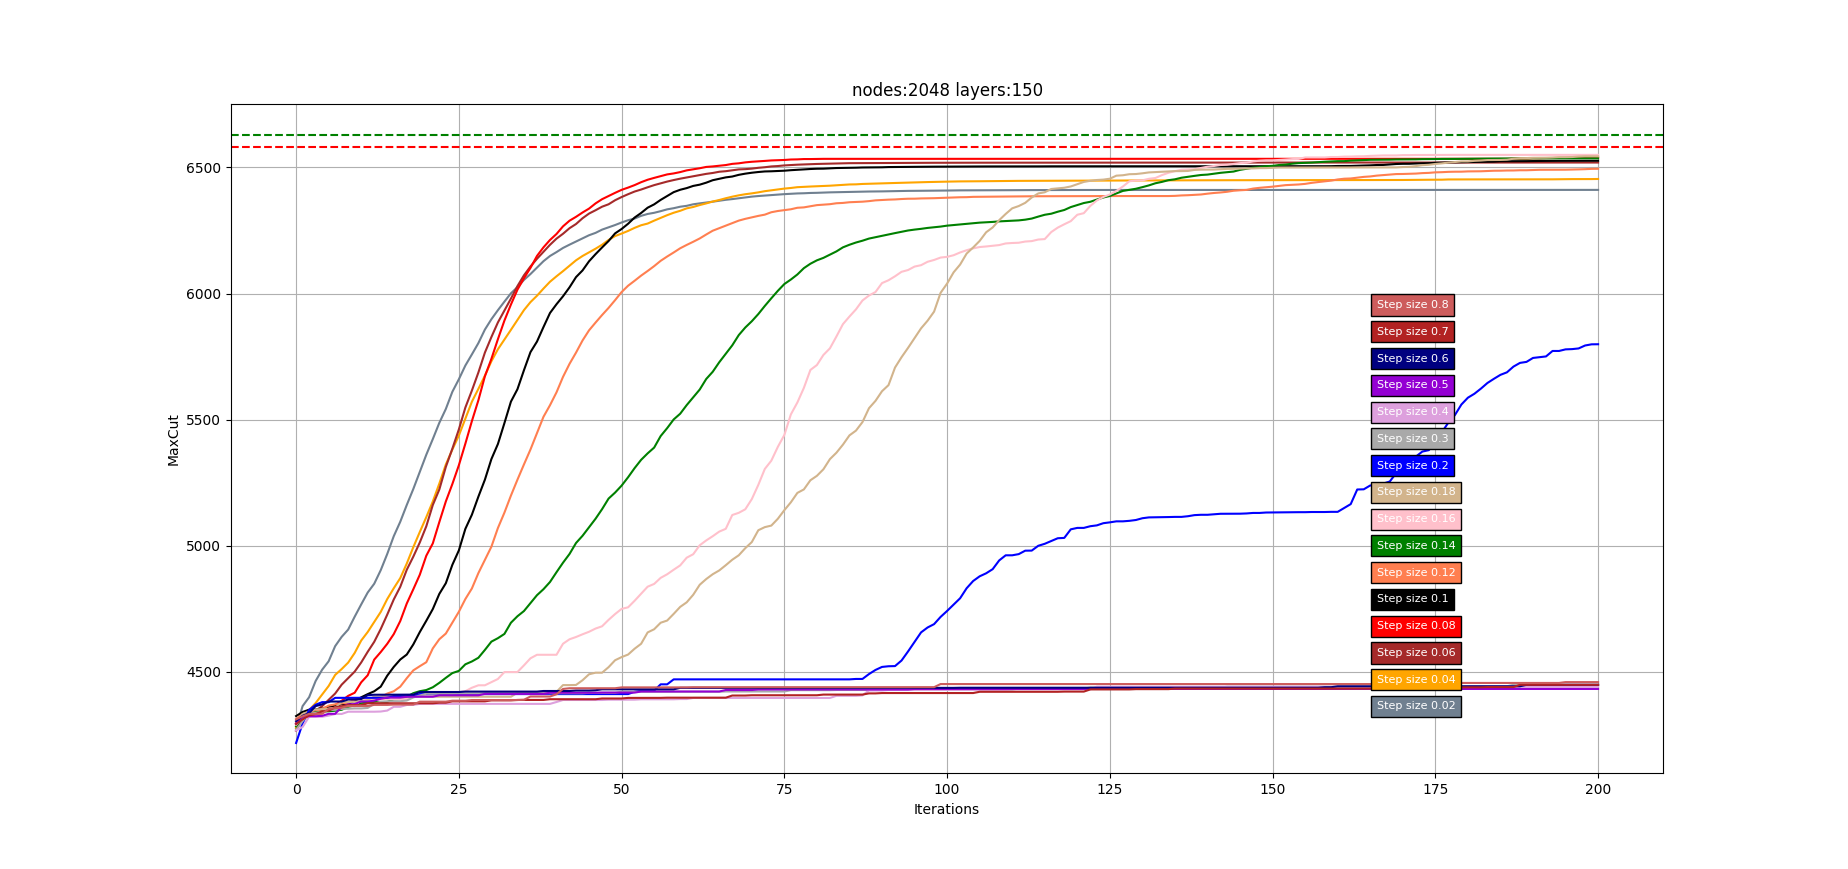 nodes:2048 layers:150
6500
6000
5500
5000
4500
MaxCut
Step size 0.8
Step size 0.7
Step size 0.6
Step size 0.5
Step size 0.4
Step size 0.3
Step size 0.2
Step size 0.18
Step size 0.16
Step size 0.14
Step size 0.12
Step size 0.1
Step size 0.08
Step size 0.06
Step size 0.04
Step size 0.02
0 25 50 75 100 125 150 175 200
Iterations